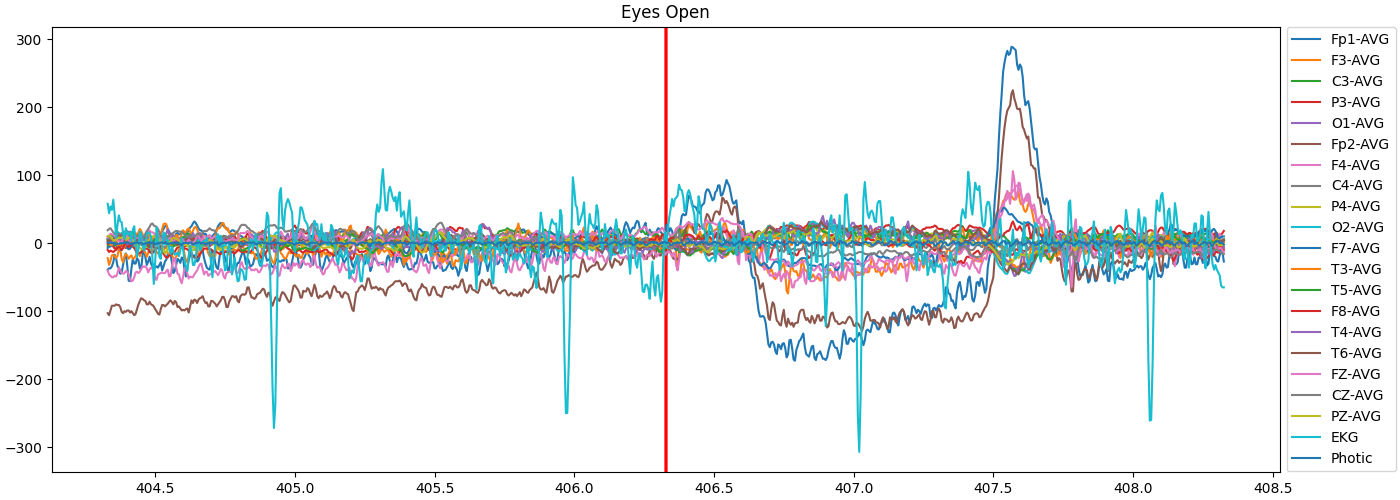 Eyes Open
300
200
100
0
−100
−200
−300
404.5 405.0 405.5 406.0 406.5 407.0 407.5 408.0 408.5
Fp1-AVG
F3-AVG
C3-AVG
P3-AVG
O1-AVG
Fp2-AVG
F4-AVG
C4-AVG
P4-AVG
O2-AVG
F7-AVG
T3-AVG
T5-AVG
F8-AVG
T4-AVG
T6-AVG
FZ-AVG
CZ-AVG
PZ-AVG
EKG
Photic